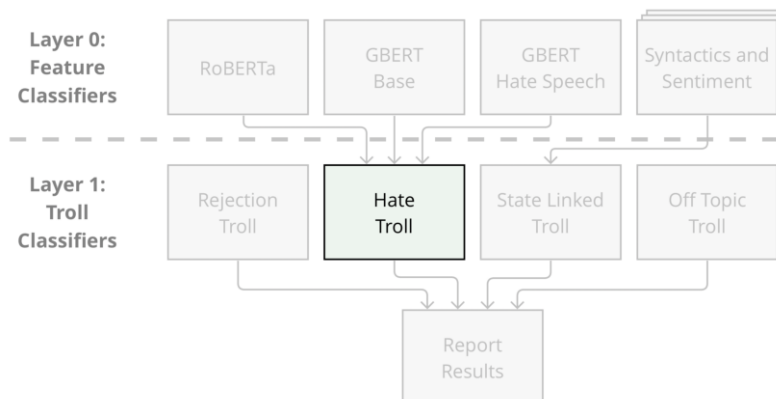 Layer 0:
Feature
Classifiers
RoBERTa
GBERT
Base
GBERT
Hate Speech
Syntactics and
Sentiment
Layer 1:
Troll
Classifiers
Rejection
Troll
Hate
Troll
State Linked
Troll
Off Topic
Troll
Report
Results